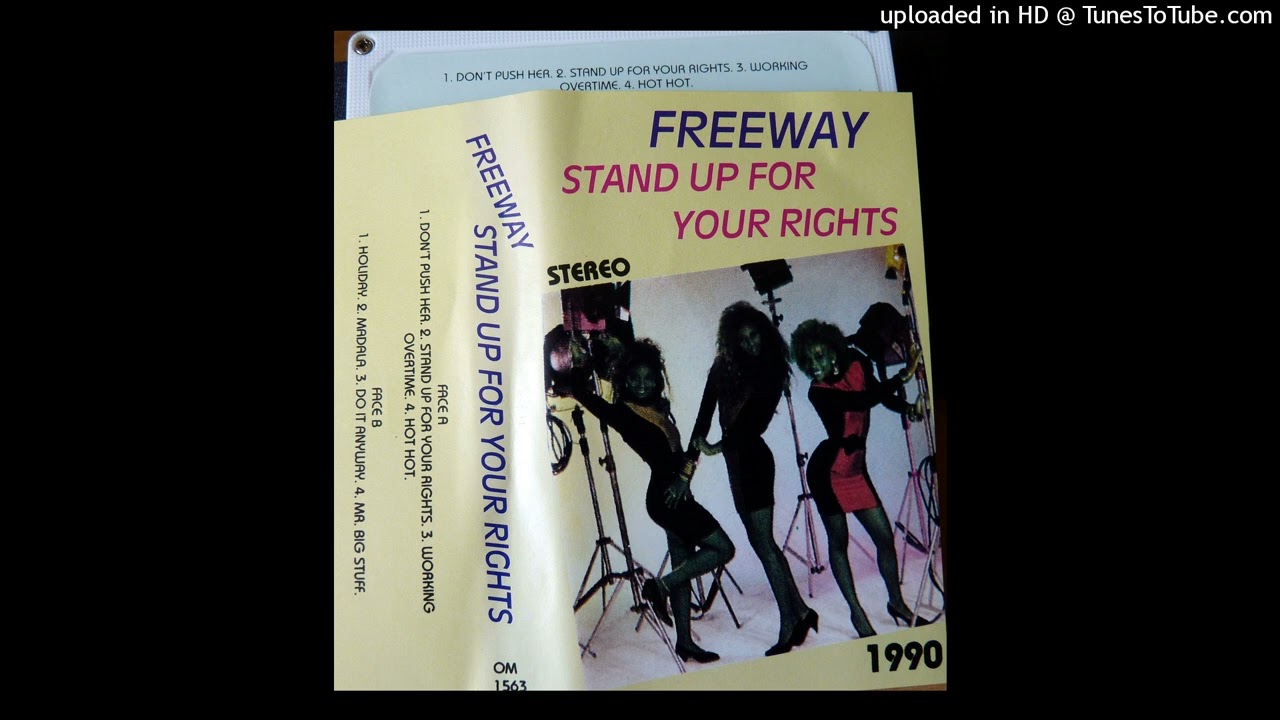 uploaded in HD @ TunesToTube.com
1. DON'T PUSH HER. 2. STAND UP FOR YOUR RIGHTS. 3. WORKING
OVERTIME. 4. HOT HOT.
FREEWAY
STAND UP FOR
YOUR RIGHTS
STEREO
1990
FREEWAY
STAND UP FOR YOUR RIGHTS
OM
1563
FACE A
1. DON'T PUSH HER. 2. STAND UP FOR YOUR RIGHTS. 3. WORKING
OVERTIME. 4. HOT HOT.
FACE B
1. HOLIDAY. 2. MADALA. 3. DO IT ANYWAY. 4. MR. BIG STUFF.